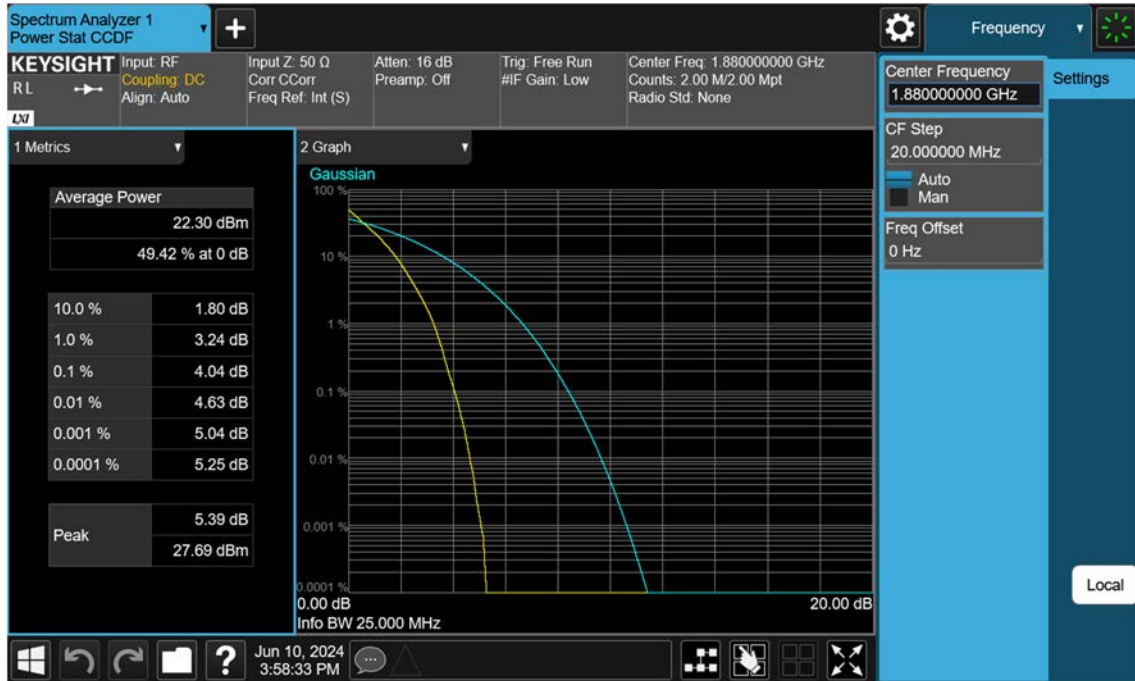 Spectrum Analyzer 1
Power Stat CCDF
+
Frequency
KEYSIGHT
RL
LXI
Input: RF
Coupling: DC
Align: Auto
Input Z: 50 Ω
Corr CCorr
Freq Ref: Int (S)
Atten: 16 dB
Preamp: Off
Trig: Free Run
#IF Gain: Low
Center Freq: 1.880000000 GHz
Counts: 2.00 M/2.00 Mpt
Radio Std: None
Center Frequency
1.880000000 GHz
Settings
CF Step
20.000000 MHz
Auto
Man
Freq Offset
0 Hz
Local
1 Metrics
Average Power
22.30 dBm
49.42 % at 0 dB
10.0 % 1.80 dB
1.0 % 3.24 dB
0.1 % 4.04 dB
0.01 % 4.63 dB
0.001 % 5.04 dB
0.0001 % 5.25 dB
Peak 5.39 dB
27.69 dBm
2 Graph
Gaussian
100 %
10 %
1 %
0.1 %
0.01 %
0.001 %
0.0001 %
0.00 dB 20.00 dB
Info BW 25.000 MHz
?
Jun 10, 2024
3:58:33 PM